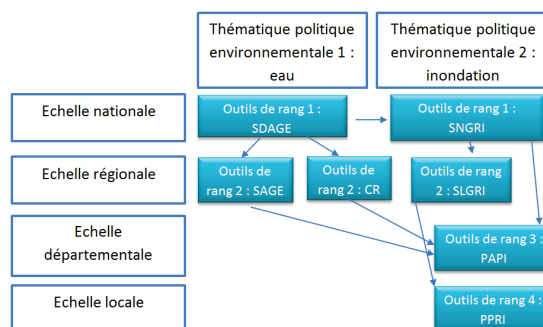 Thématique politique
environnementale 1 :
eau
Thématique politique
environnementale 2 :
inondation
Echelle nationale
Outils de rang 1 :
SDAGE
Outils de rang 1 :
SNGRI
Echelle régionale
Outils de
rang 2 : SAGE
Outils de
rang 2 : CR
Outils de rang
2 : SLGRI
Echelle
départementale
Outils de rang 3 :
PAPI
Echelle locale
Outils de rang 4 :
PPRI